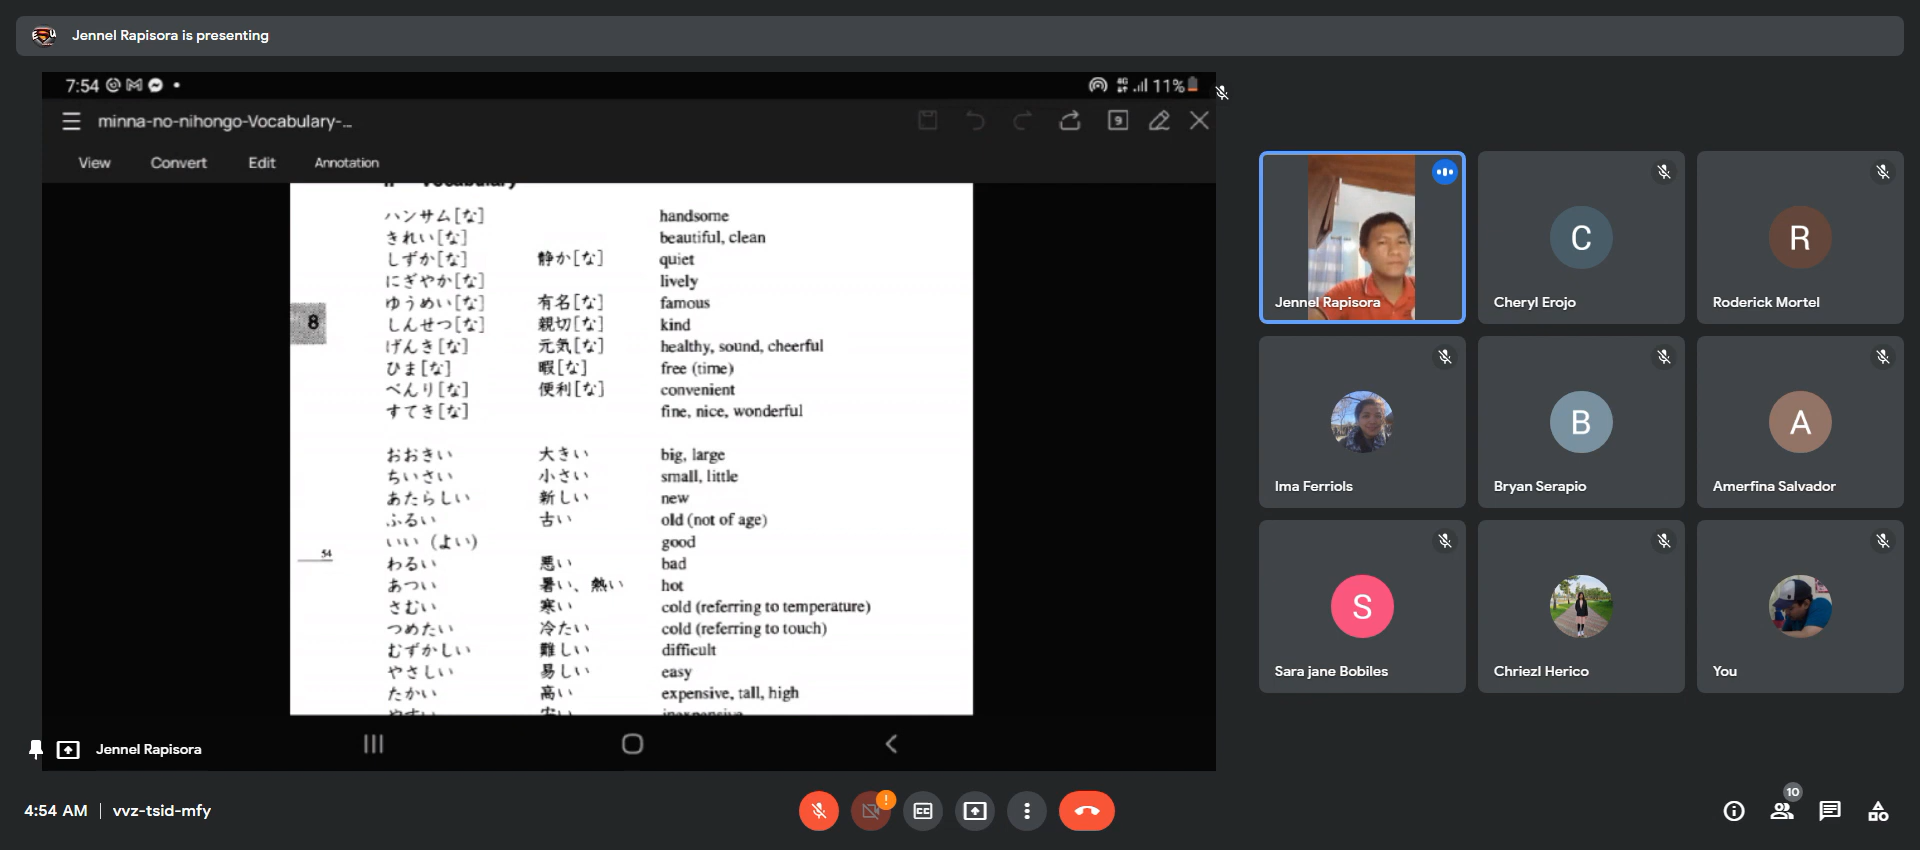 Jennel Rapisora is presenting
7:54 11%
minna-no-nihongo-Vocabulary-...
9
View Convert Edit Annotation
Vocabulary
ハンサム[な] handsome
きれい[な] beautiful, clean
しずか[な] 静か[な] quiet
にぎやか[な] lively
ゆうめい[な] 有名[な] famous
8
しんせつ[な] 親切[な] kind
げんき[な] 元気[な] healthy, sound, cheerful
ひま[な] 暇[な] free (time)
べんり[な] 便利[な] convenient
すてき[な] fine, nice, wonderful
おおきい 大きい big, large
ちいさい 小さい small, little
あたらしい 新しい new
ふるい 古い old (not of age)
いい (よい) good
54
わるい 悪い bad
あつい 暑い、熱い hot
さむい 寒い cold (referring to temperature)
つめたい 冷たい cold (referring to touch)
むずかしい 難しい difficult
やさしい 易しい easy
たかい 高い expensive, tall, high
やすい 安い inexpensive
Jennel Rapisora
Jennel Rapisora
C
Cheryl Erojo
R
Roderick Mortel
Ima Ferriols
B
Bryan Serapio
A
Amerfina Salvador
S
Sara jane Bobiles
Chriezl Herico
You
4:54 AM | vvz-tsid-mfy
!
CC
10